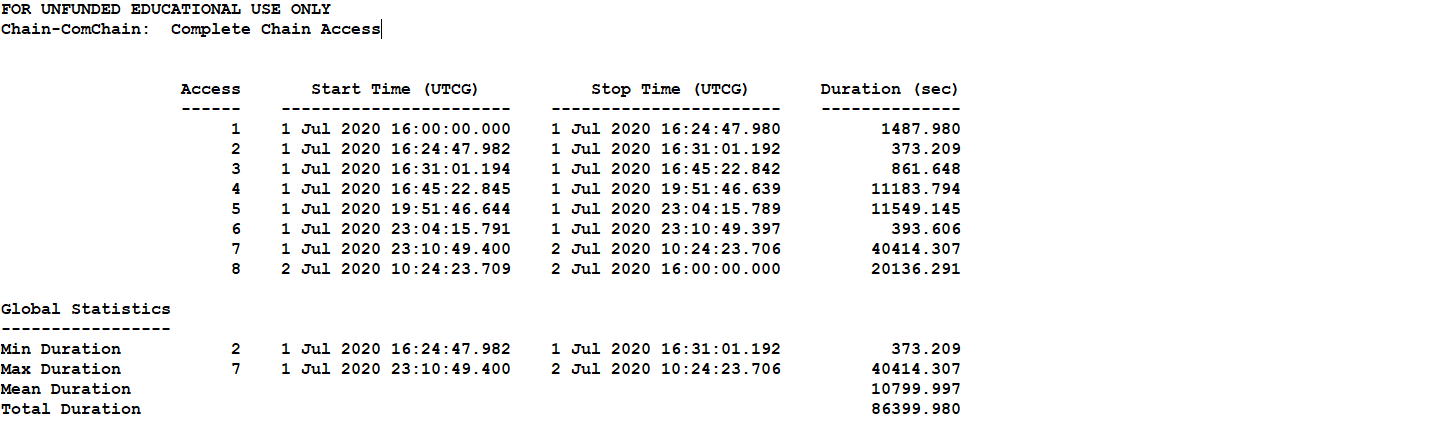 FOR UNFUNDED EDUCATIONAL USE ONLY
Chain-ComChain:  Complete Chain Access
Access    Start Time (UTCG)    Stop Time (UTCG)    Duration (sec)
------    -----------------------    -----------------------    --------------
1    1 Jul 2020 16:00:00.000    1 Jul 2020 16:24:47.980    1487.980
2    1 Jul 2020 16:24:47.982    1 Jul 2020 16:31:01.192    373.209
3    1 Jul 2020 16:31:01.194    1 Jul 2020 16:45:22.842    861.648
4    1 Jul 2020 16:45:22.845    1 Jul 2020 19:51:46.639    11183.794
5    1 Jul 2020 19:51:46.644    1 Jul 2020 23:04:15.789    11549.145
6    1 Jul 2020 23:04:15.791    1 Jul 2020 23:10:49.397    393.606
7    1 Jul 2020 23:10:49.400    2 Jul 2020 10:24:23.706    40414.307
8    2 Jul 2020 10:24:23.709    2 Jul 2020 16:00:00.000    20136.291
Global Statistics
-----------------
Min Duration    2    1 Jul 2020 16:24:47.982    1 Jul 2020 16:31:01.192    373.209
Max Duration    7    1 Jul 2020 23:10:49.400    2 Jul 2020 10:24:23.706    40414.307
Mean Duration    10799.997
Total Duration    86399.980